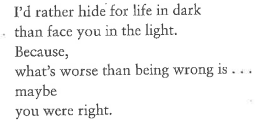 I'd rather hide for life in dark
than face you in the light.
Because,
what's worse than being wrong is . . .
maybe
you were right.